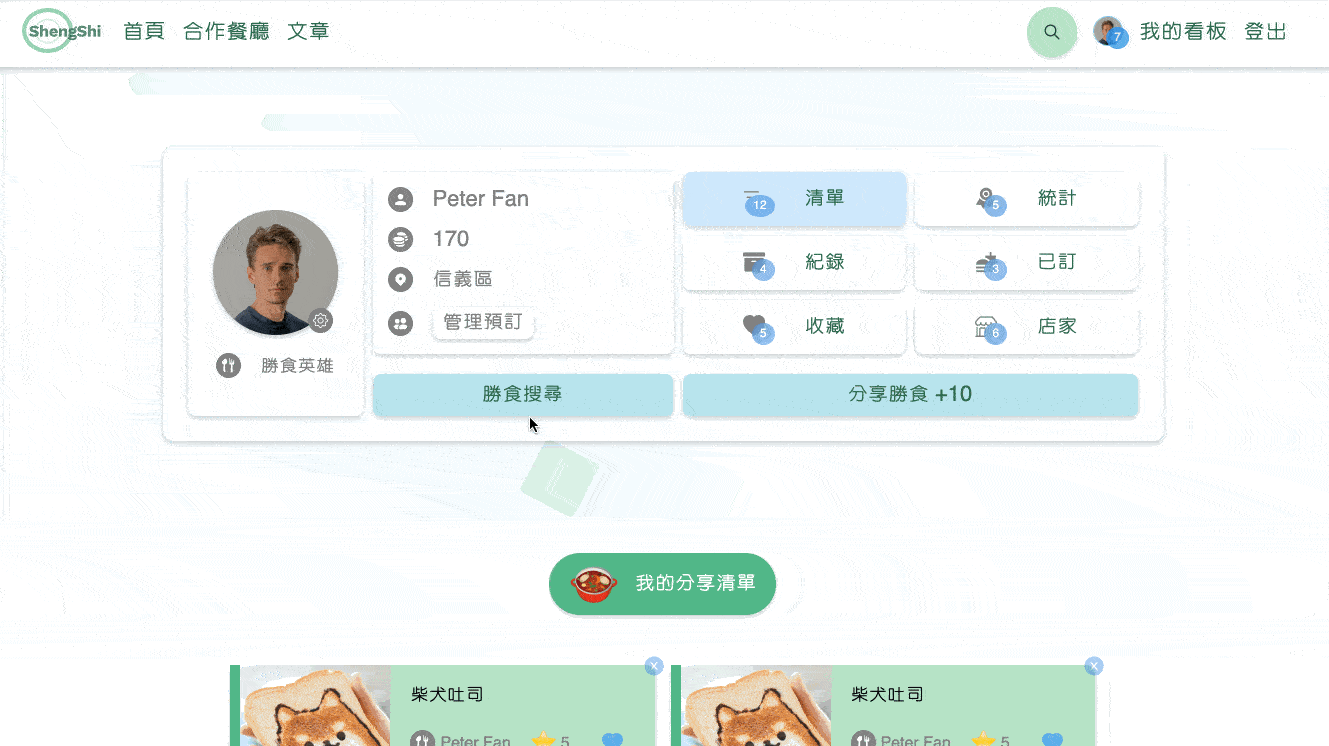 ShengShi 首頁 合作餐廳 文章 7 我的看板 登出
Peter Fan
170
信義區
管理預訂
勝食英雄
12 清單
5 統計
4 紀錄
3 已訂
5 收藏
6 店家
勝食搜尋
分享勝食 +10
我的分享清單
x
柴犬吐司
Peter Fan 5
x
柴犬吐司
Peter Fan 5